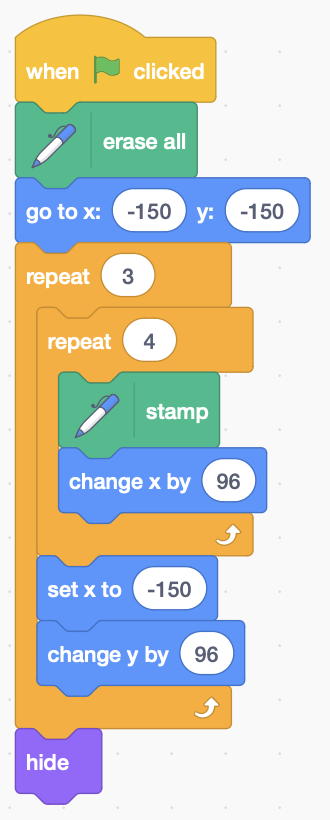 when clicked
erase all
go to x: -150 y: -150
repeat 3
repeat 4
stamp
change x by 96
set x to -150
change y by 96
hide